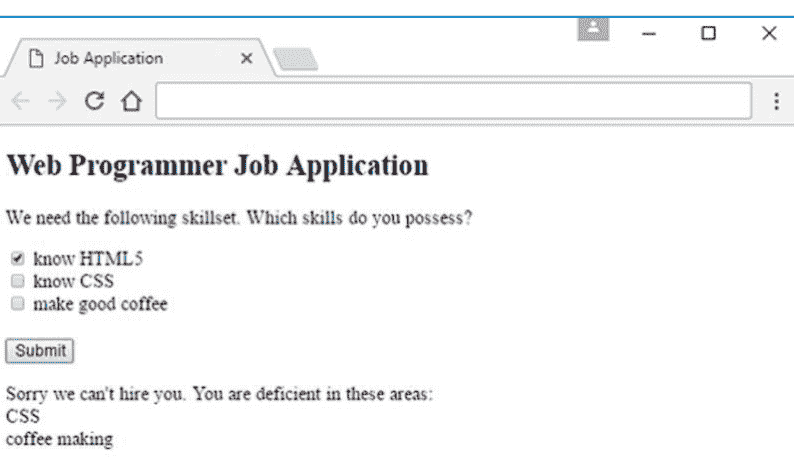 Job Application
Web Programmer Job Application
We need the following skillset. Which skills do you possess?
know HTML5
know CSS
make good coffee
Submit
Sorry we can't hire you. You are deficient in these areas:
CSS
coffee making